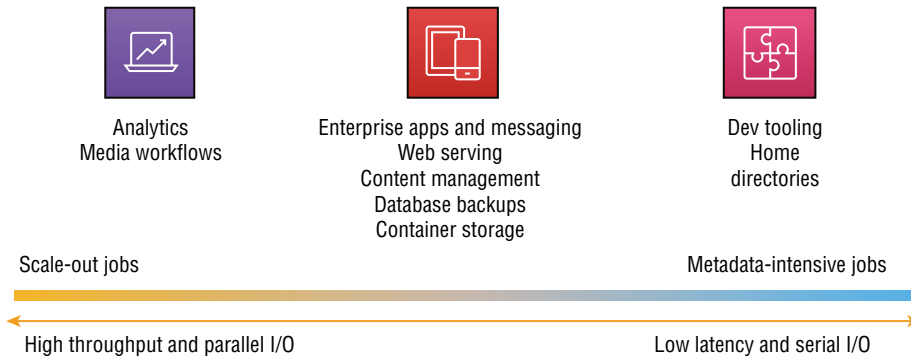 Analytics
Media workflows
Enterprise apps and messaging
Web serving
Content management
Database backups
Container storage
Dev tooling
Home
directories
Scale-out jobs
Metadata-intensive jobs
High throughput and parallel I/O
Low latency and serial I/O